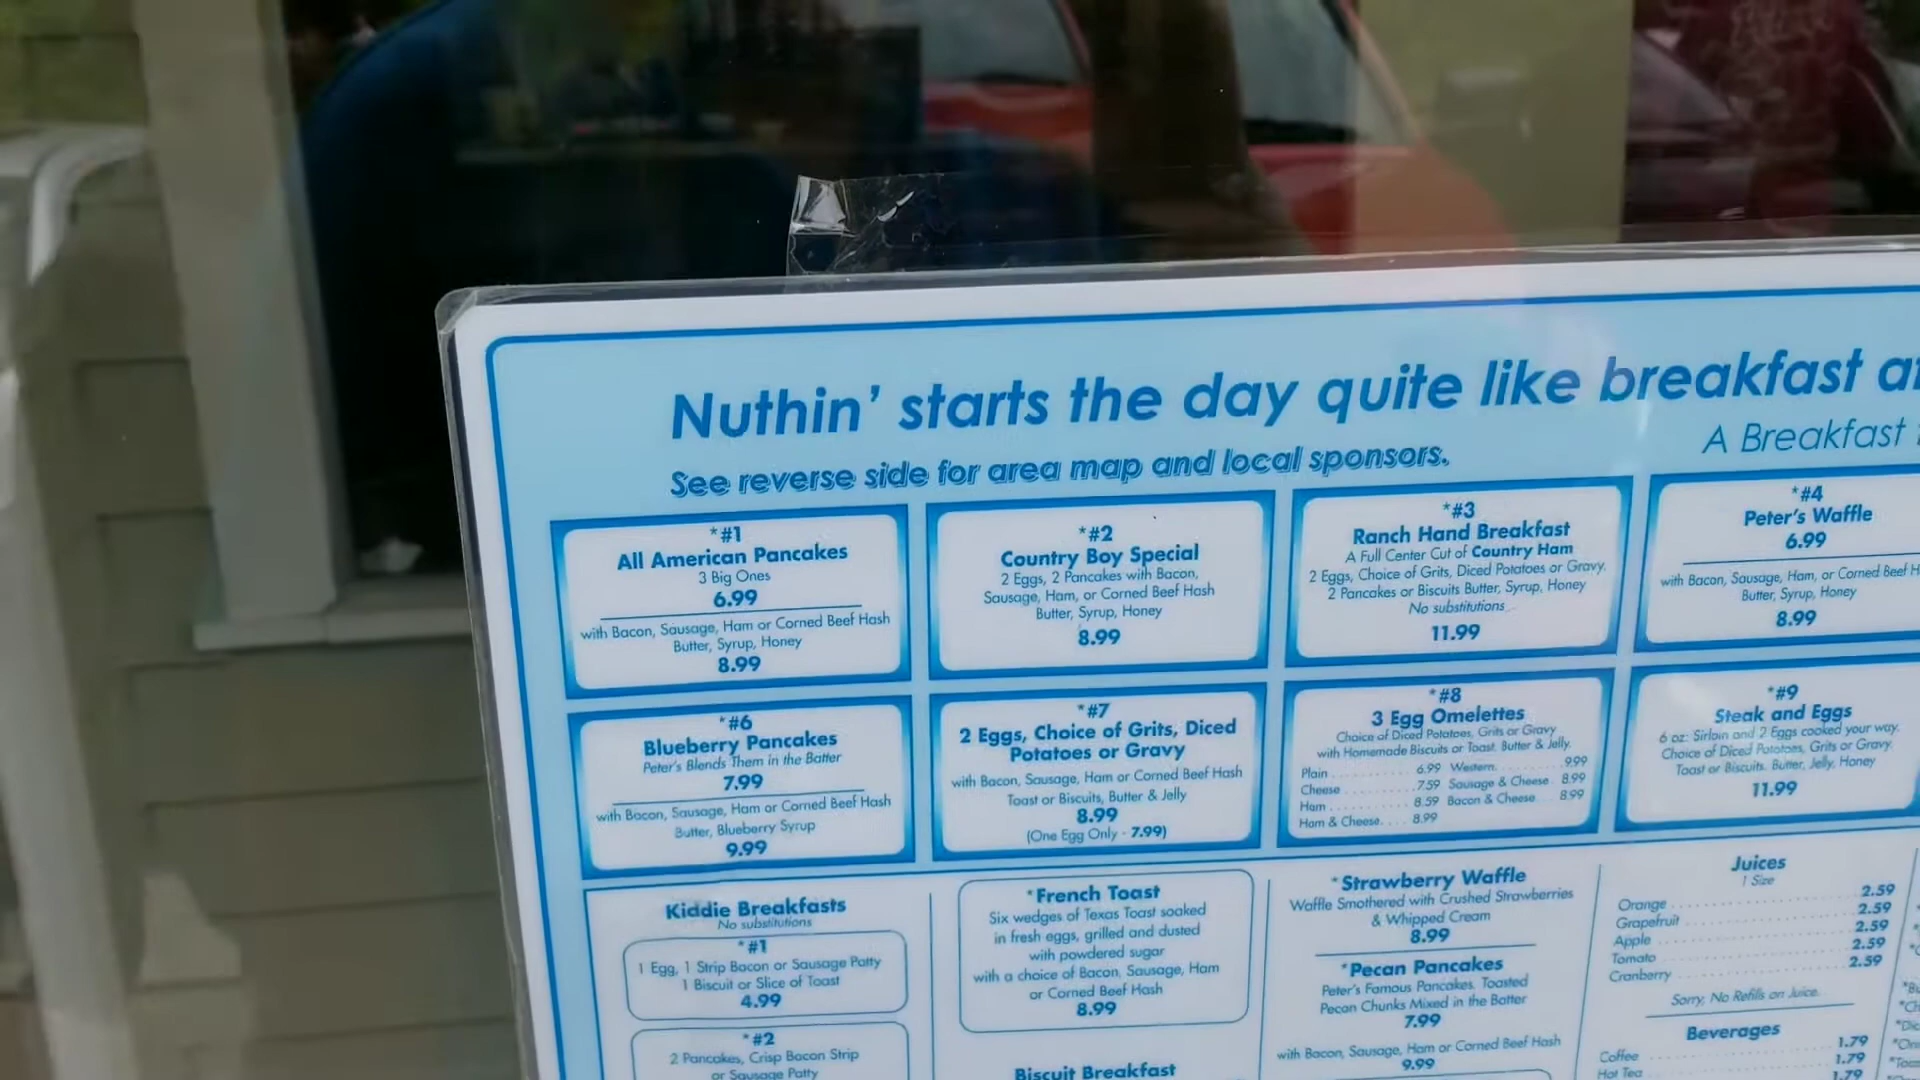 Nuthin' starts the day quite like breakfast at
A Breakfast
See reverse side for area map and local sponsors.
*#1
All American Pancakes
3 Big Ones
6.99
with Bacon, Sausage, Ham or Corned Beef Hash
Butter, Syrup, Honey
8.99
*#2
Country Boy Special
2 Eggs, 2 Pancakes with Bacon,
Sausage, Ham, or Corned Beef Hash
Butter, Syrup, Honey
8.99
*#3
Ranch Hand Breakfast
A Full Center Cut of Country Ham
2 Eggs, Choice of Grits, Diced Potatoes or Gravy.
2 Pancakes or Biscuits Butter, Syrup, Honey
No substitutions
11.99
*#4
Peter's Waffle
6.99
with Bacon, Sausage, Ham, or Corned Beef H
Butter, Syrup, Honey
8.99
*#6
Blueberry Pancakes
Peter's Blends Them in the Batter
7.99
with Bacon, Sausage, Ham or Corned Beef Hash
Butter, Blueberry Syrup
9.99
*#7
2 Eggs, Choice of Grits, Diced
Potatoes or Gravy
with Bacon, Sausage, Ham or Corned Beef Hash
Toast or Biscuits, Butter & Jelly
8.99
(One Egg Only - 7.99)
*#8
3 Egg Omelettes
Choice of Diced Potatoes, Grits or Gravy
with Homemade Biscuits or Toast. Butter & Jelly.
Plain .......... 6.99 Western .......... 9.99
Cheese .......... 7.59 Sausage & Cheese . 8.99
Ham .......... 8.59 Bacon & Cheese ... 8.99
Ham & Cheese.... 8.99
*#9
Steak and Eggs
6 oz. Sirloin and 2 Eggs cooked your way.
Choice of Diced Potatoes, Grits or Gravy.
Toast or Biscuits. Butter, Jelly, Honey
11.99
Kiddie Breakfasts
No substitutions
*#1
1 Egg, 1 Strip Bacon or Sausage Patty
1 Biscuit or Slice of Toast
4.99
*#2
2 Pancakes, Crisp Bacon Strip
or Sausage Patty
*French Toast
Six wedges of Texas Toast soaked
in fresh eggs, grilled and dusted
with powdered sugar
with a choice of Bacon, Sausage, Ham
or Corned Beef Hash
8.99
Biscuit Breakfast
*Strawberry Waffle
Waffle Smothered with Crushed Strawberries
& Whipped Cream
8.99
*Pecan Pancakes
Peter's Famous Pancakes. Toasted
Pecan Chunks Mixed in the Batter
7.99
with Bacon, Sausage, Ham or Corned Beef Hash
9.99
Juices
1 Size
Orange .......... 2.59
Grapefruit .......... 2.59
Apple .......... 2.59
Tomato .......... 2.59
Cranberry .......... 2.59
Sorry, No Refills on Juice.
Beverages
Coffee .......... 1.79
Hot Tea .......... 1.79
1.79